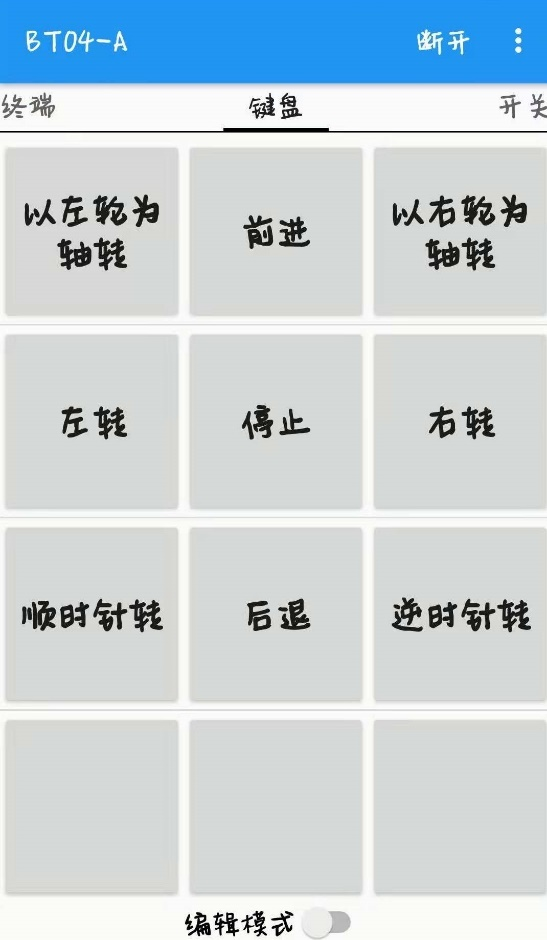 BT04-A 断开
终端 键盘 开关
以左轮为
轴转
前进
以右轮为
轴转
左转 停止 右转
顺时针转 后退 逆时针转
编辑模式